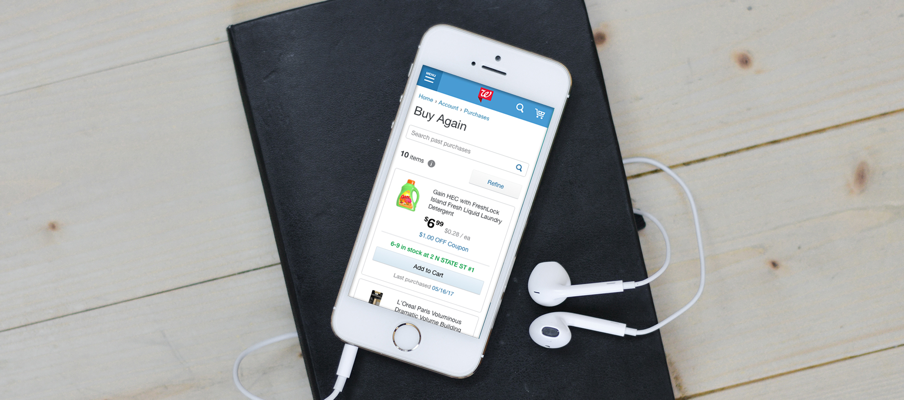 MENU
W
Home › Account › Purchases
Buy Again
Search past purchases
10 items i
Refine
Gain HEC with FreshLock
Island Fresh Liquid Laundry
Detergent
$6.99 $0.28 / ea
$1.00 OFF Coupon
6-9 in stock at 2 N STATE ST #1
Add to Cart
Last purchased 05/16/17
L'Oreal Paris Voluminous
Dramatic Volume Building